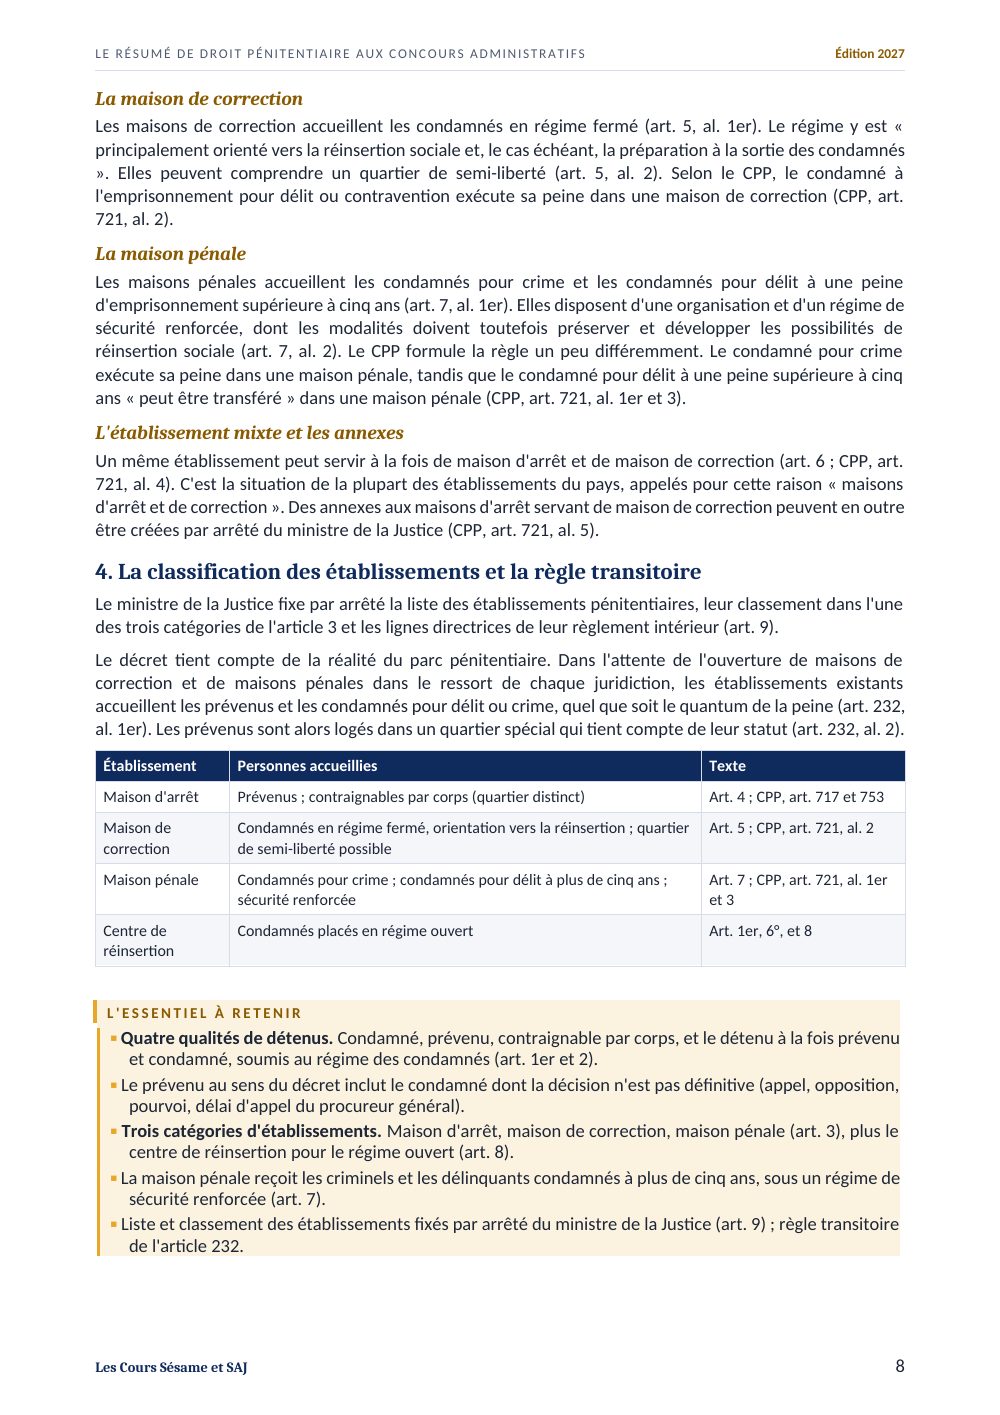 LE RÉSUMÉ DE DROIT PÉNITENTIAIRE AUX CONCOURS ADMINISTRATIFS
Édition 2027
La maison de correction
Les maisons de correction accueillent les condamnés en régime fermé (art. 5, al. 1er). Le régime y est «
principalement orienté vers la réinsertion sociale et, le cas échéant, la préparation à la sortie des condamnés
». Elles peuvent comprendre un quartier de semi-liberté (art. 5, al. 2). Selon le CPP, le condamné à
l'emprisonnement pour délit ou contravention exécute sa peine dans une maison de correction (CPP, art.
721, al. 2).
La maison pénale
Les maisons pénales accueillent les condamnés pour crime et les condamnés pour délit à une peine
d'emprisonnement supérieure à cinq ans (art. 7, al. 1er). Elles disposent d'une organisation et d'un régime de
sécurité renforcée, dont les modalités doivent toutefois préserver et développer les possibilités de
réinsertion sociale (art. 7, al. 2). Le CPP formule la règle un peu différemment. Le condamné pour crime
exécute sa peine dans une maison pénale, tandis que le condamné pour délit à une peine supérieure à cinq
ans « peut être transféré » dans une maison pénale (CPP, art. 721, al. 1er et 3).
L'établissement mixte et les annexes
Un même établissement peut servir à la fois de maison d'arrêt et de maison de correction (art. 6 ; CPP, art.
721, al. 4). C'est la situation de la plupart des établissements du pays, appelés pour cette raison « maisons
d'arrêt et de correction ». Des annexes aux maisons d'arrêt servant de maison de correction peuvent en outre
être créées par arrêté du ministre de la Justice (CPP, art. 721, al. 5).
4. La classification des établissements et la règle transitoire
Le ministre de la Justice fixe par arrêté la liste des établissements pénitentiaires, leur classement dans l'une
des trois catégories de l'article 3 et les lignes directrices de leur règlement intérieur (art. 9).
Le décret tient compte de la réalité du parc pénitentiaire. Dans l'attente de l'ouverture de maisons de
correction et de maisons pénales dans le ressort de chaque juridiction, les établissements existants
accueillent les prévenus et les condamnés pour délit ou crime, quel que soit le quantum de la peine (art. 232,
al. 1er). Les prévenus sont alors logés dans un quartier spécial qui tient compte de leur statut (art. 232, al. 2).
Établissement
Personnes accueillies
Texte
Maison d'arrêt
Prévenus ; contraignables par corps (quartier distinct)
Art. 4 ; CPP, art. 717 et 753
Maison de
correction
Condamnés en régime fermé, orientation vers la réinsertion ; quartier
de semi-liberté possible
Art. 5 ; CPP, art. 721, al. 2
Maison pénale
Condamnés pour crime ; condamnés pour délit à plus de cinq ans ;
sécurité renforcée
Art. 7 ; CPP, art. 721, al. 1er
et 3
Centre de
réinsertion
Condamnés placés en régime ouvert
Art. 1er, 6°, et 8
L'ESSENTIEL À RETENIR
▪ Quatre qualités de détenus. Condamné, prévenu, contraignable par corps, et le détenu à la fois prévenu
et condamné, soumis au régime des condamnés (art. 1er et 2).
▪ Le prévenu au sens du décret inclut le condamné dont la décision n'est pas définitive (appel, opposition,
pourvoi, délai d'appel du procureur général).
▪ Trois catégories d'établissements. Maison d'arrêt, maison de correction, maison pénale (art. 3), plus le
centre de réinsertion pour le régime ouvert (art. 8).
▪ La maison pénale reçoit les criminels et les délinquants condamnés à plus de cinq ans, sous un régime de
sécurité renforcée (art. 7).
▪ Liste et classement des établissements fixés par arrêté du ministre de la Justice (art. 9) ; règle transitoire
de l'article 232.
Les Cours Sésame et SAJ
8